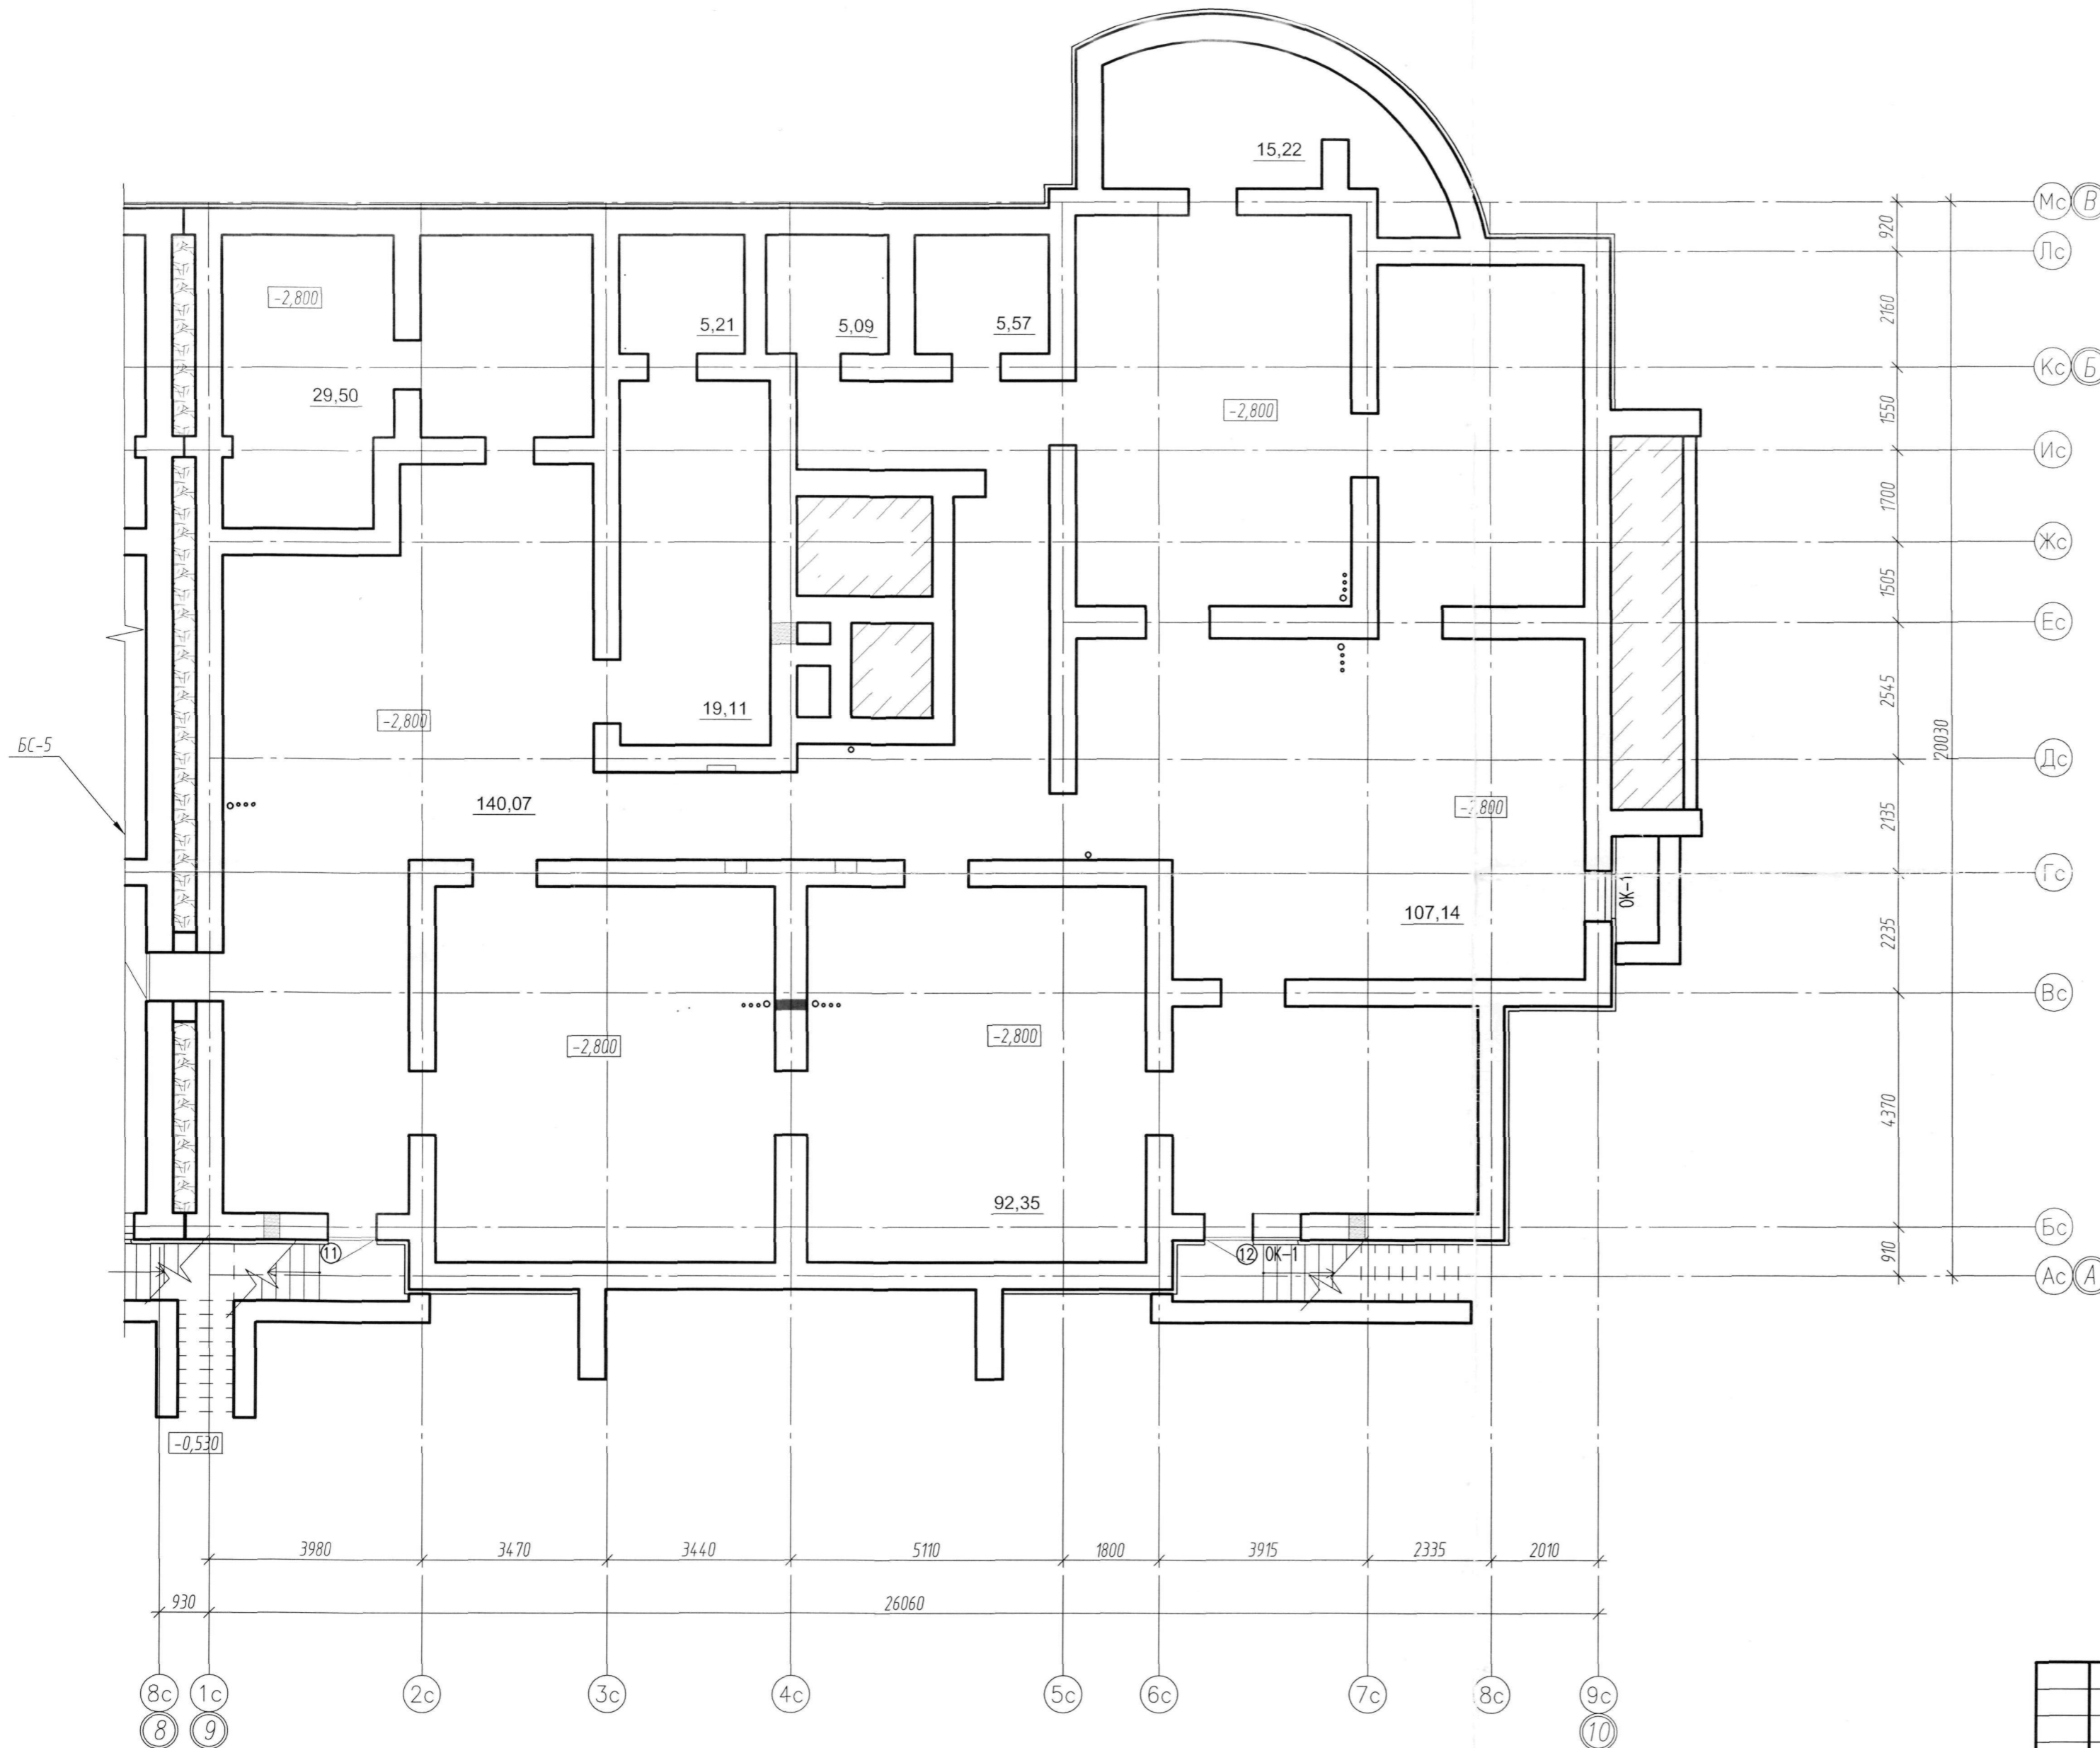 15,22
Мс В
920
Лс
-2,800
2160
5,21
5,09
5,57
Кс Б
29,50
-2,800
1550
Ис
1700
Жс
1505
Ес
2545
19,11
-2,800
БС-5
20030
Дс
140,07
-2,800
2135
Гс
ОК-1
107,14
2235
Вс
-2,800
-2,800
4370
92,35
Бс
11
12 ОК-1
910
Ас А
-0,530
3980 3470 3440 5110 1800 3915 2335 2010
930 26060
8с 1с 2с 3с 4с 5с 6с 7с 8с 9с
8 9 10